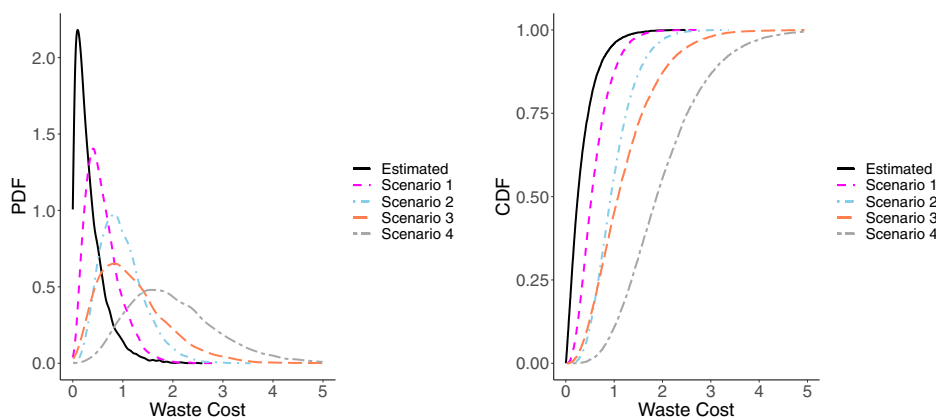 PDF
2.0
1.5
1.0
0.5
0.0
0 1 2 3 4 5
Waste Cost
Estimated
Scenario 1
Scenario 2
Scenario 3
Scenario 4
CDF
1.00
0.75
0.50
0.25
0.00
0 1 2 3 4 5
Waste Cost
Estimated
Scenario 1
Scenario 2
Scenario 3
Scenario 4